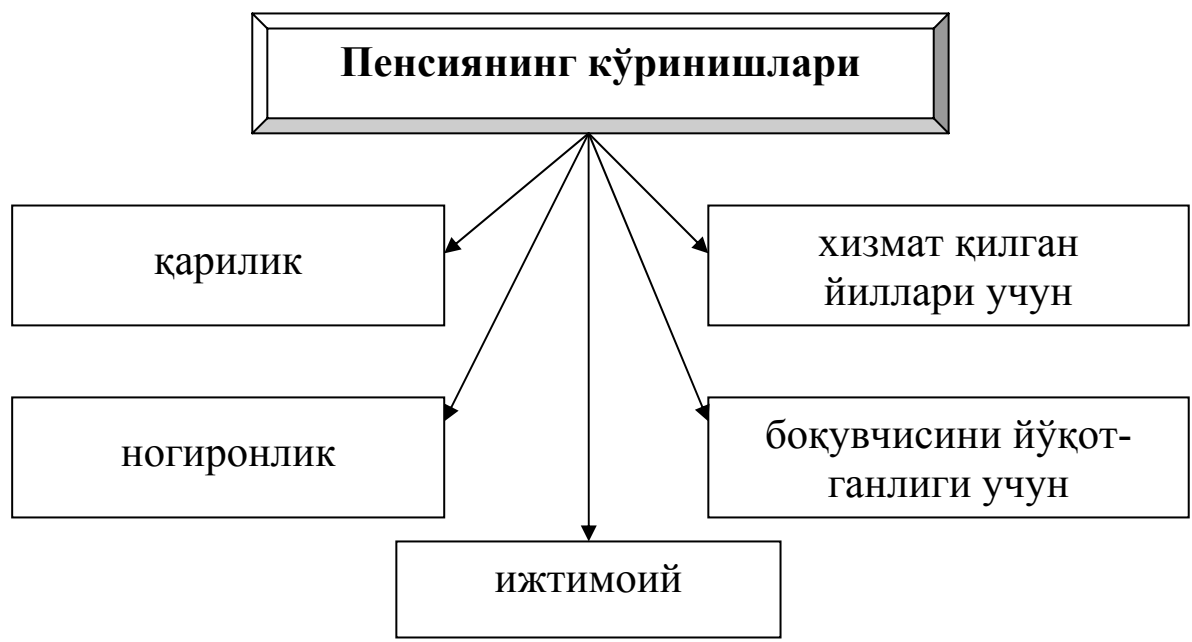 Пенсиянинг кўринишлари
қарилик
хизмат қилган
йиллари учун
ногиронлик
боқувчисини йўқот-
ганлиги учун
ижтимоий